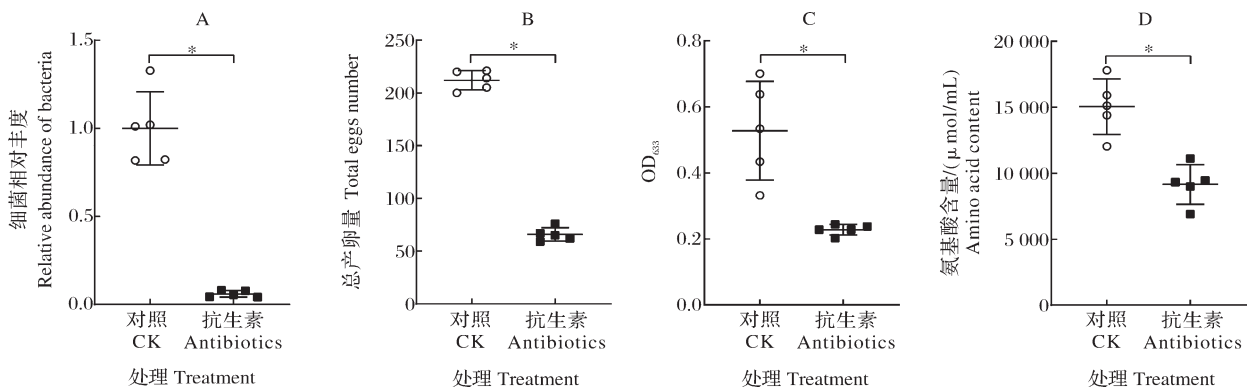 A
细菌相对丰度
Relative abundance of bacteria
1.5
1.0
0.5
0.0
*
对照
CK
抗生素
Antibiotics
处理 Treatment
B
总产卵量 Total eggs number
250
200
150
100
50
0
*
对照
CK
抗生素
Antibiotics
处理 Treatment
C
OD633
0.8
0.6
0.4
0.2
0.0
*
对照
CK
抗生素
Antibiotics
处理 Treatment
D
氨基酸含量/(μmol/mL)
Amino acid content
20 000
15 000
10 000
5 000
0
*
对照
CK
抗生素
Antibiotics
处理 Treatment